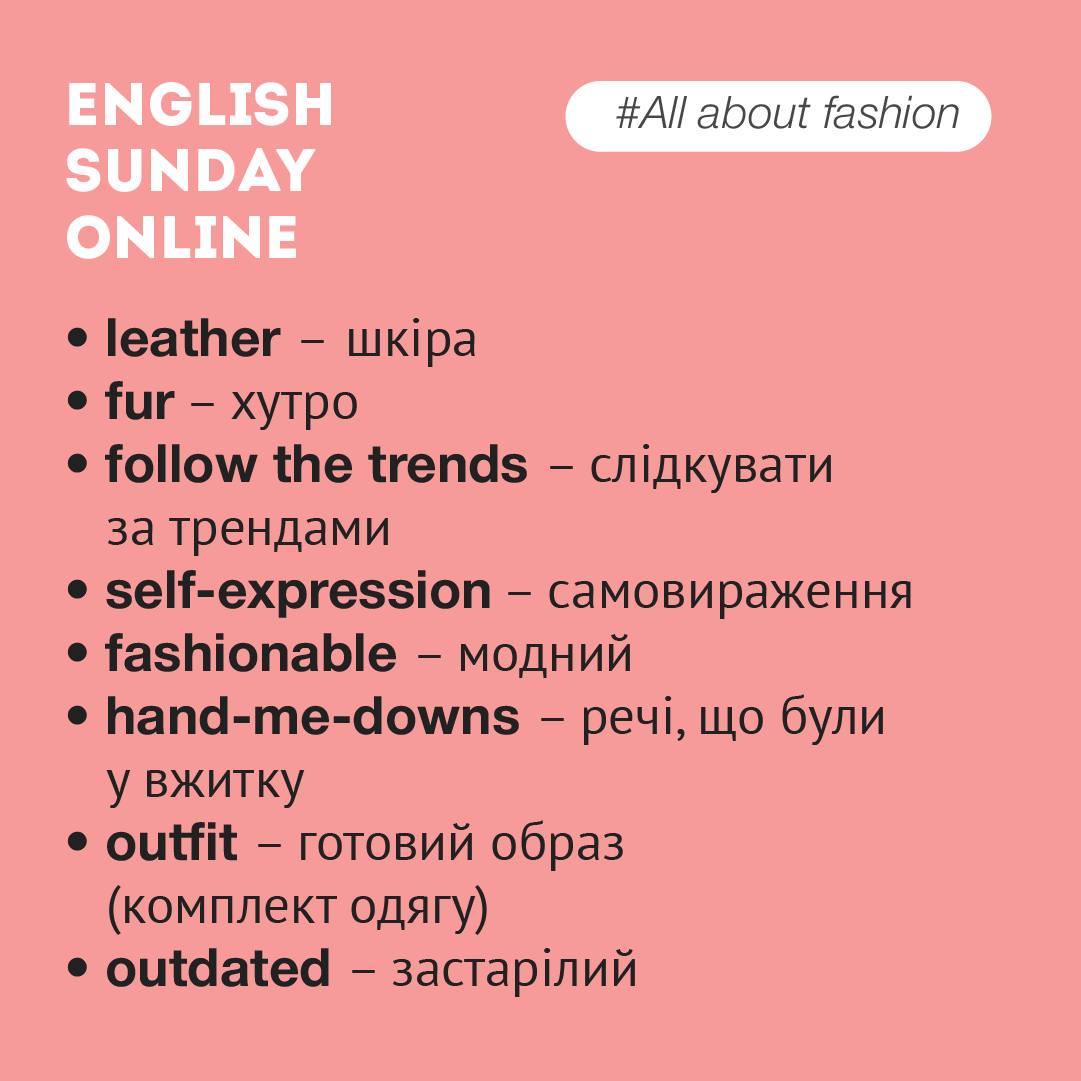 ENGLISH
SUNDAY
ONLINE
#All about fashion
• leather – шкіра
• fur – хутро
• follow the trends – слідкувати
за трендами
• self-expression – самовираження
• fashionable – модний
• hand-me-downs – речі, що були
у вжитку
• outfit – готовий образ
(комплект одягу)
• outdated – застарілий